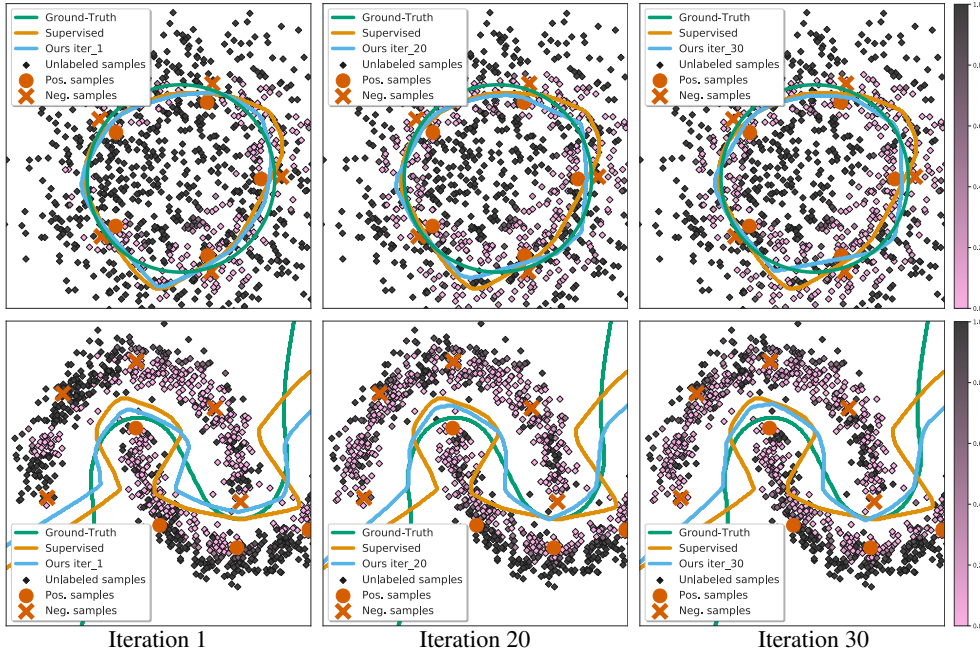 Ground-Truth
Supervised
Ours iter_1
Unlabeled samples
Pos. samples
Neg. samples
Ground-Truth
Supervised
Ours iter_20
Unlabeled samples
Pos. samples
Neg. samples
Ground-Truth
Supervised
Ours iter_30
Unlabeled samples
Pos. samples
Neg. samples
Ground-Truth
Supervised
Ours iter_1
Unlabeled samples
Pos. samples
Neg. samples
Ground-Truth
Supervised
Ours iter_20
Unlabeled samples
Pos. samples
Neg. samples
Ground-Truth
Supervised
Ours iter_30
Unlabeled samples
Pos. samples
Neg. samples
Iteration 1
Iteration 20
Iteration 30